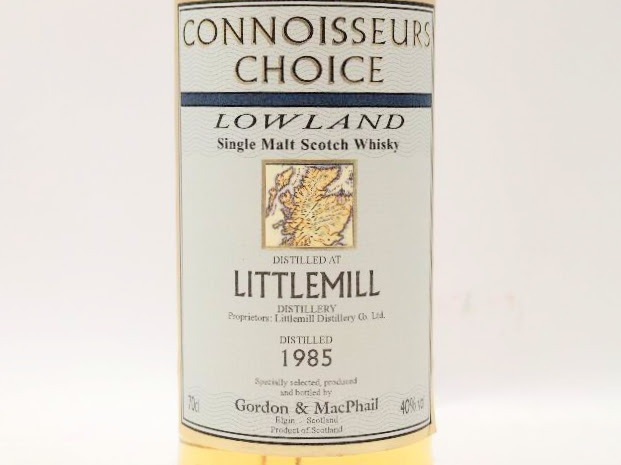 CONNOISSEURS
CHOICE
LOWLAND
Single Malt Scotch Whisky
DISTILLED AT
LITTLEMILL
DISTILLERY
Proprietors: Littlemill Distillery Co. Ltd.
DISTILLED
1985
Specially selected, produced
and bottled by
70cl Gordon & MacPhail 40% vol
Elgin - Scotland
Product of Scotland